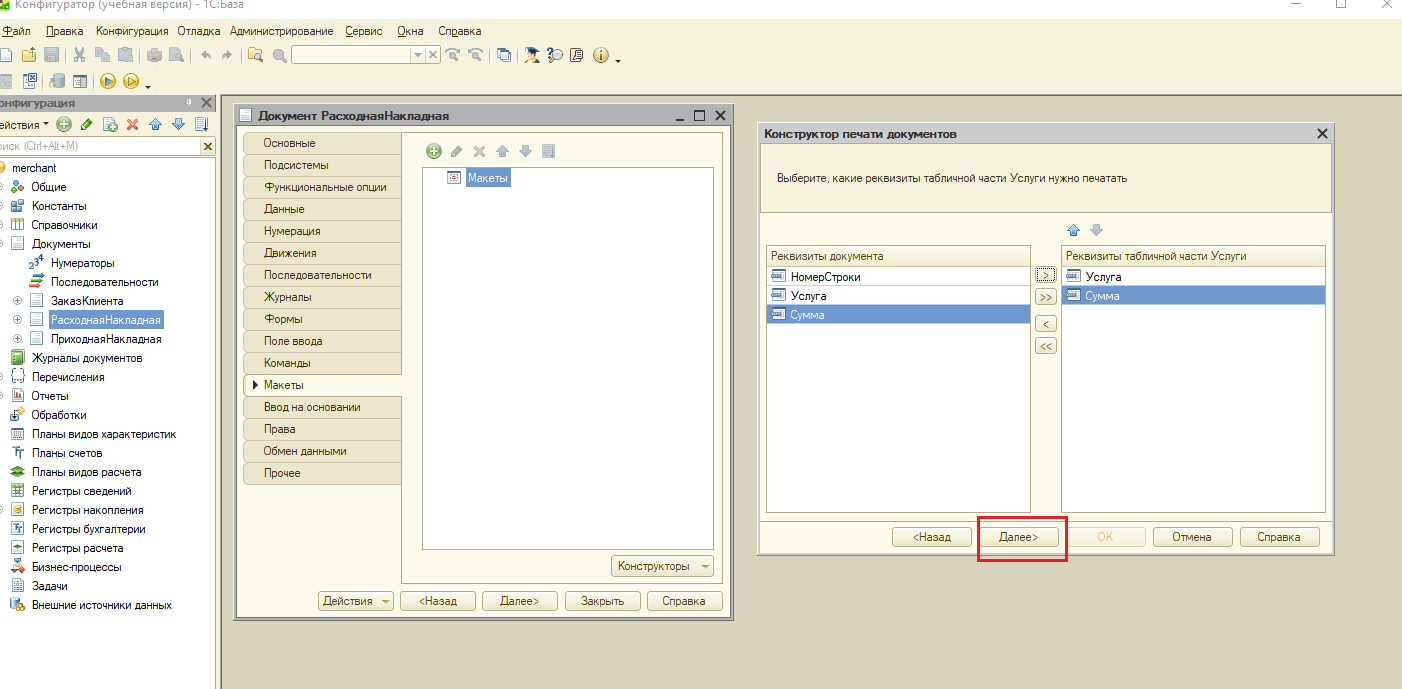 Конфигуратор (учебная версия) - 1С:База
Файл Правка Конфигурация Отладка Администрирование Сервис Окна Справка
онфигурация
ействия
оиск (Ctrl+Alt+M)
merchant
Общие
Константы
Справочники
Документы
Нумераторы
Последовательности
ЗаказКлиента
РасходнаяНакладная
ПриходнаяНакладная
Журналы документов
Перечисления
Отчеты
Обработки
Планы видов характеристик
Планы счетов
Планы видов расчета
Регистры сведений
Регистры накопления
Регистры бухгалтерии
Регистры расчета
Бизнес-процессы
Задачи
Внешние источники данных
Документ РасходнаяНакладная
Основные
Подсистемы
Функциональные опции
Данные
Нумерация
Движения
Последовательности
Журналы
Формы
Поле ввода
Команды
Макеты
Ввод на основании
Права
Обмен данными
Прочее
Макеты
Конструкторы
Действия <Назад Далее> Закрыть Справка
Конструктор печати документов
Выберите, какие реквизиты табличной части Услуги нужно печатать
Реквизиты документа
НомерСтроки
Услуга
Сумма
>
>>
<
<<
Реквизиты табличной части Услуги
Услуга
Сумма
<Назад Далее> ОК Отмена Справка